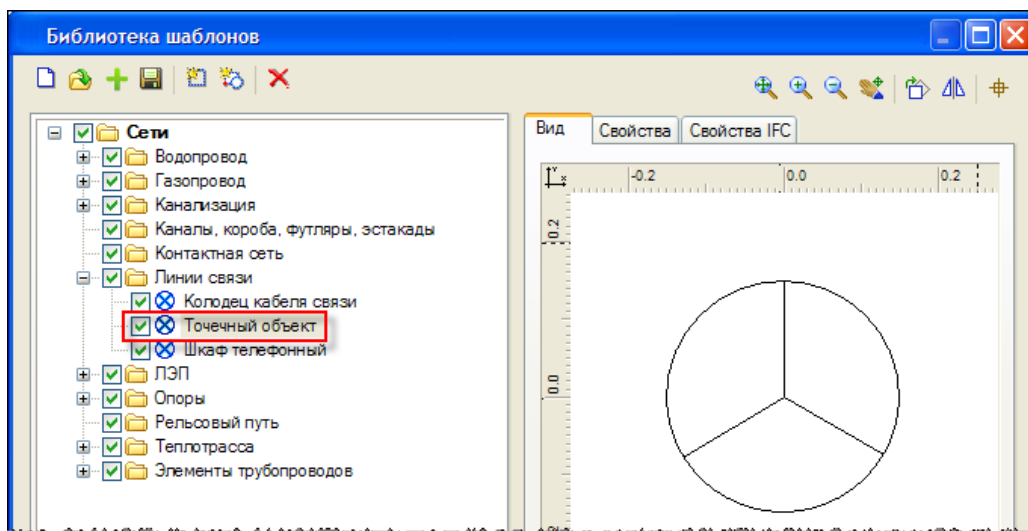 Библиотека шаблонов
Сети
Водопровод
Газопровод
Канализация
Каналы, короба, футляры, эстакады
Контактная сеть
Линии связи
Колодец кабеля связи
Точечный объект
Шкаф телефонный
ЛЭП
Опоры
Рельсовый путь
Теплотрасса
Элементы трубопроводов
Вид Свойства Свойства IFC
Y x -0.2 0.0 0.2
0.2
0.0